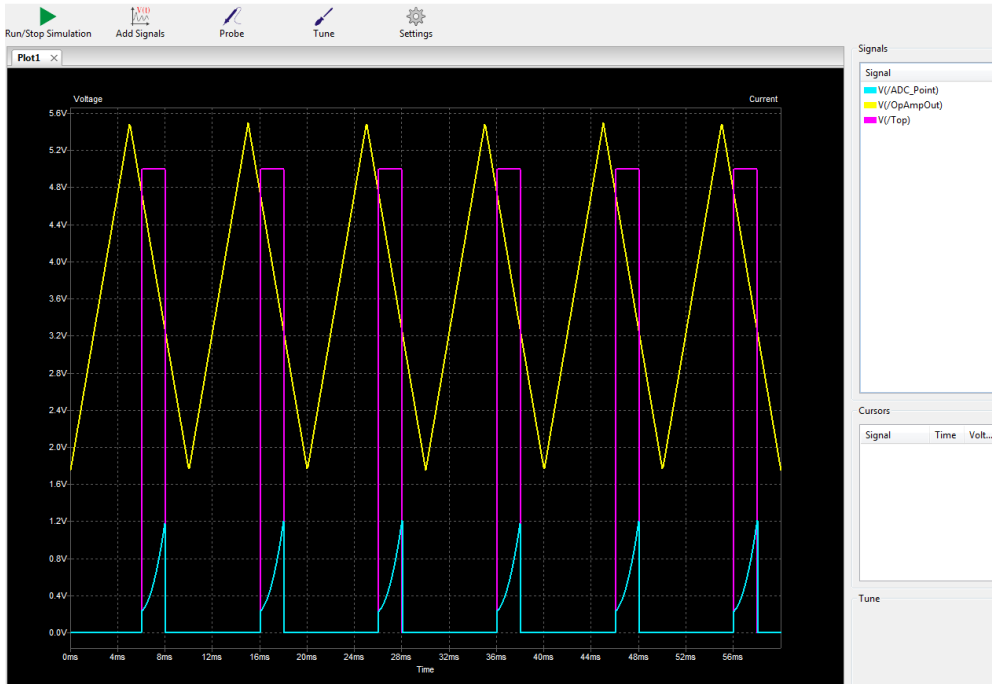 Run/Stop Simulation Add Signals Probe Tune Settings
Plot1
Signals
Signal
V(/ADC_Point)
V(/OpAmpOut)
V(/Top)
Voltage Current
5.6V
5.2V
4.8V
4.4V
4.0V
3.6V
3.2V
2.8V
2.4V
2.0V
1.6V
1.2V
0.8V
0.4V
0.0V
0ms 4ms 8ms 12ms 16ms 20ms 24ms 28ms 32ms 36ms 40ms 44ms 48ms 52ms 56ms
Time
Cursors
Signal Time Volt...
Tune